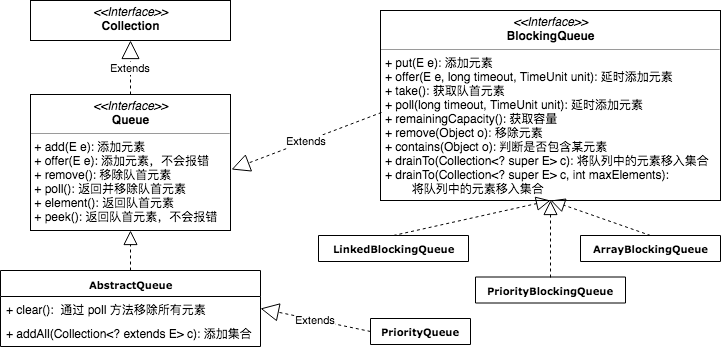 <<Interface>>
Collection
Extends
<<Interface>>
Queue
+ add(E e): 添加元素
+ offer(E e): 添加元素，不会报错
+ remove(): 移除队首元素
+ poll(): 返回并移除队首元素
+ element(): 返回队首元素
+ peek(): 返回队首元素，不会报错
AbstractQueue
+ clear(): 通过 poll 方法移除所有元素
+ addAll(Collection<? extends E> c): 添加集合
Extends
PriorityQueue
Extends
<<Interface>>
BlockingQueue
+ put(E e): 添加元素
+ offer(E e, long timeout, TimeUnit unit): 延时添加元素
+ take(): 获取队首元素
+ poll(long timeout, TimeUnit unit): 延时添加元素
+ remainingCapacity(): 获取容量
+ remove(Object o): 移除元素
+ contains(Object o): 判断是否包含某元素
+ drainTo(Collection<? super E> c): 将队列中的元素移入集合
+ drainTo(Collection<? super E> c, int maxElements):
将队列中的元素移入集合
LinkedBlockingQueue
ArrayBlockingQueue
PriorityBlockingQueue